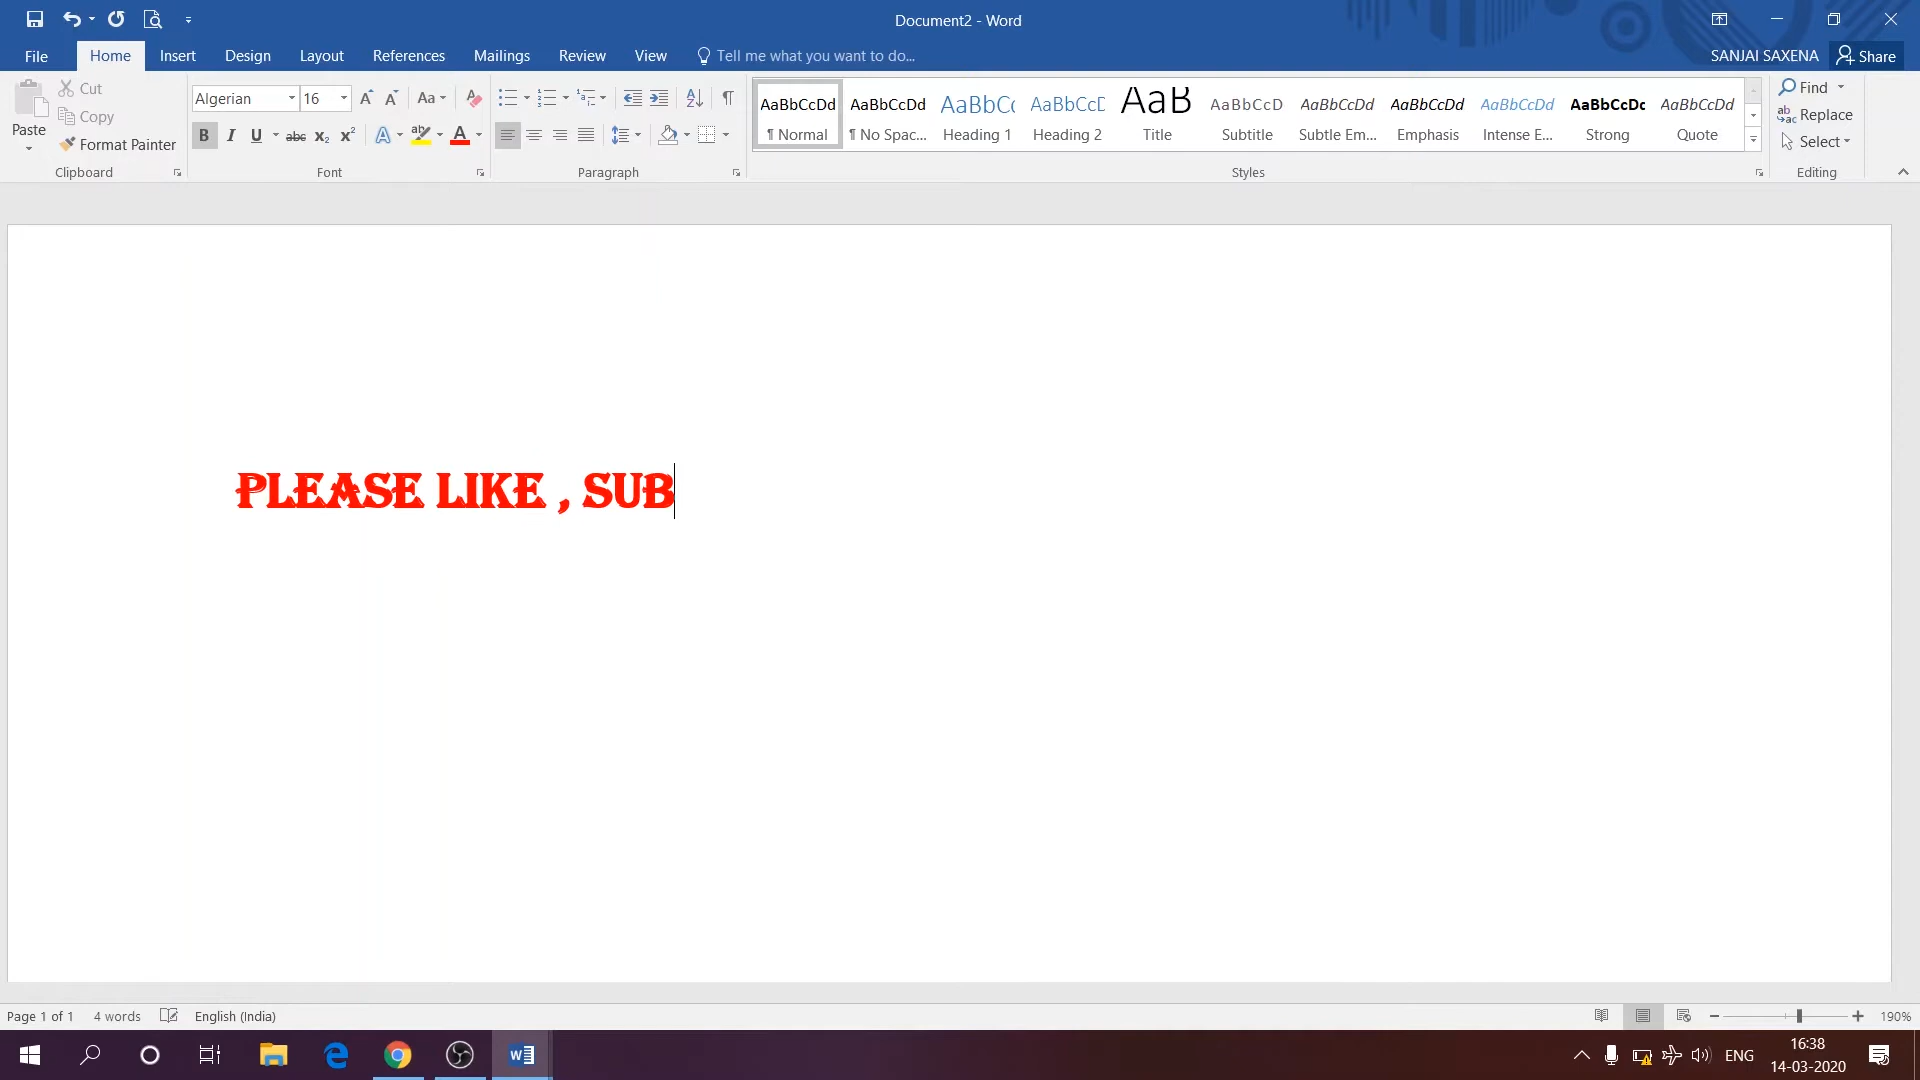 Document2 - Word
File Home Insert Design Layout References Mailings Review View Tell me what you want to do... SANJAI SAXENA Share
Paste Cut Copy Format Painter Clipboard
Algerian 16 Aa Font
Paragraph
AaBbCcDd AaBbCcDd AaBbCc AaBbCcD AaB AaBbCcD AaBbCcDd AaBbCcDd AaBbCcDd AaBbCcDc AaBbCcDd
¶ Normal ¶ No Spac... Heading 1 Heading 2 Title Subtitle Subtle Em... Emphasis Intense E... Strong Quote
Styles
Find
Replace
Select
Editing
PLEASE LIKE , SUB
Page 1 of 1 4 words English (India) 190%
ENG 16:38
14-03-2020